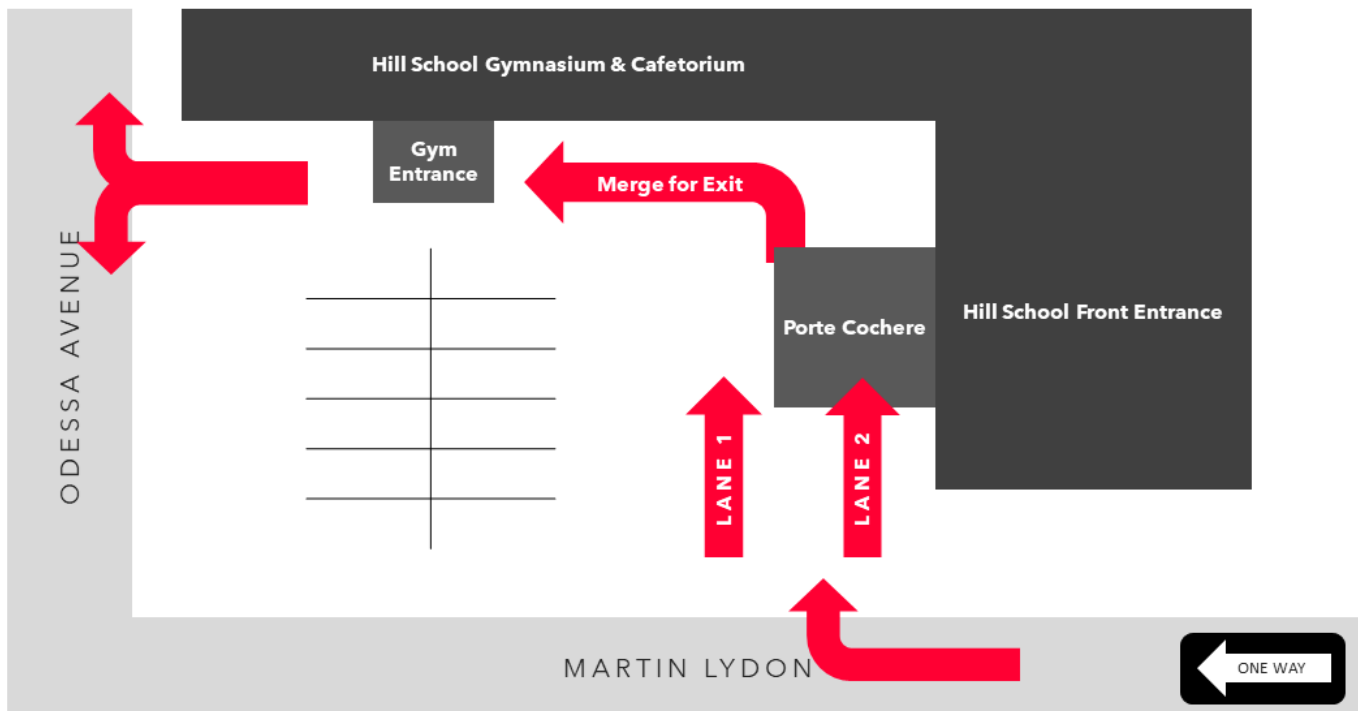 Hill School Gymnasium & Cafetorium
Gym
Entrance
Merge for Exit
ODESSA AVENUE
Porte Cochere
Hill School Front Entrance
LANE 1
LANE 2
MARTIN LYDON
ONE WAY